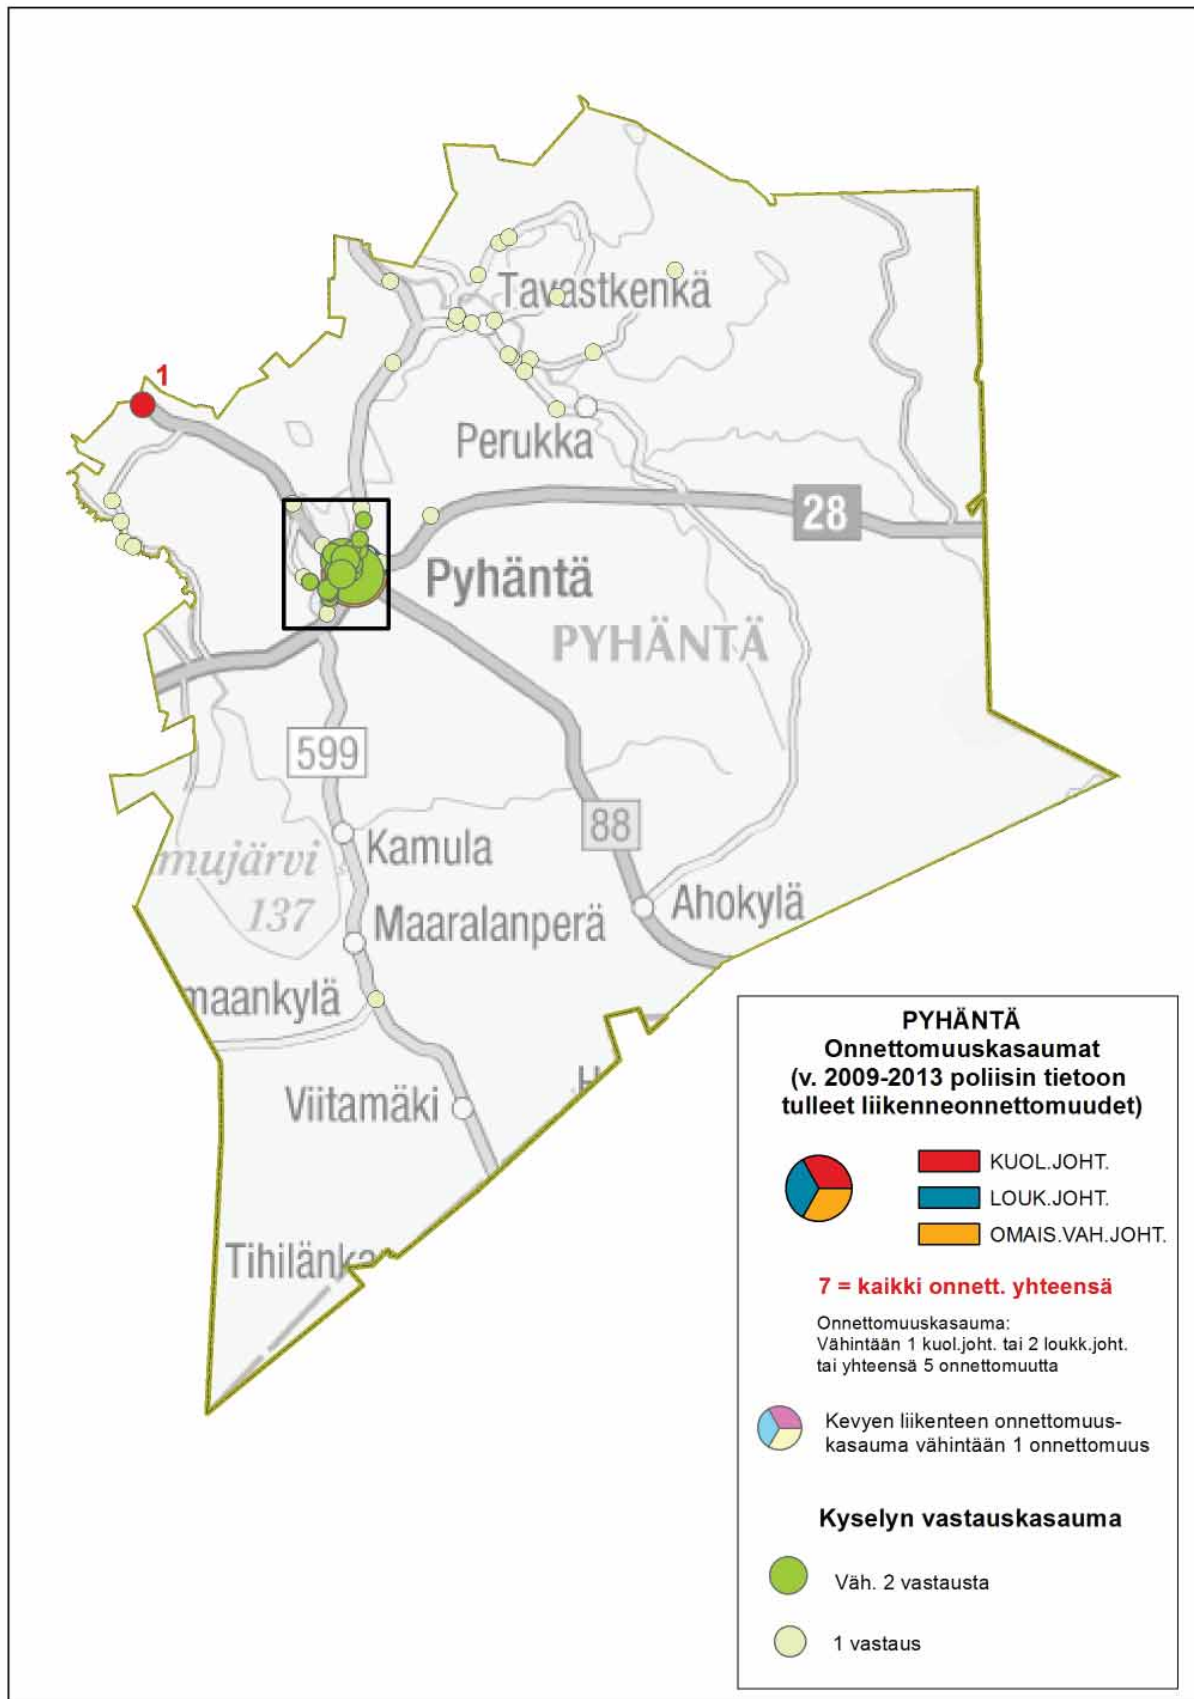 Tavastkenkä
1
Perukka
28
Pyhäntä
PYHÄNTÄ
599
88
Kamula
mujärvi
137
Ahokylä
Maaralanperä
maankylä
H
Viitamäki
Tihilänka
PYHÄNTÄ
Onnettomuuskasaumat
(v. 2009-2013 poliisin tietoon
tulleet liikenneonnettomuudet)
KUOL.JOHT.
LOUK.JOHT.
OMAIS.VAH.JOHT.
7 = kaikki onnett. yhteensä
Onnettomuuskasauma:
Vähintään 1 kuol.joht. tai 2 loukk.joht.
tai yhteensä 5 onnettomuutta
Kevyen liikenteen onnettomuus-
kasauma vähintään 1 onnettomuus
Kyselyn vastauskasauma
Väh. 2 vastausta
1 vastaus